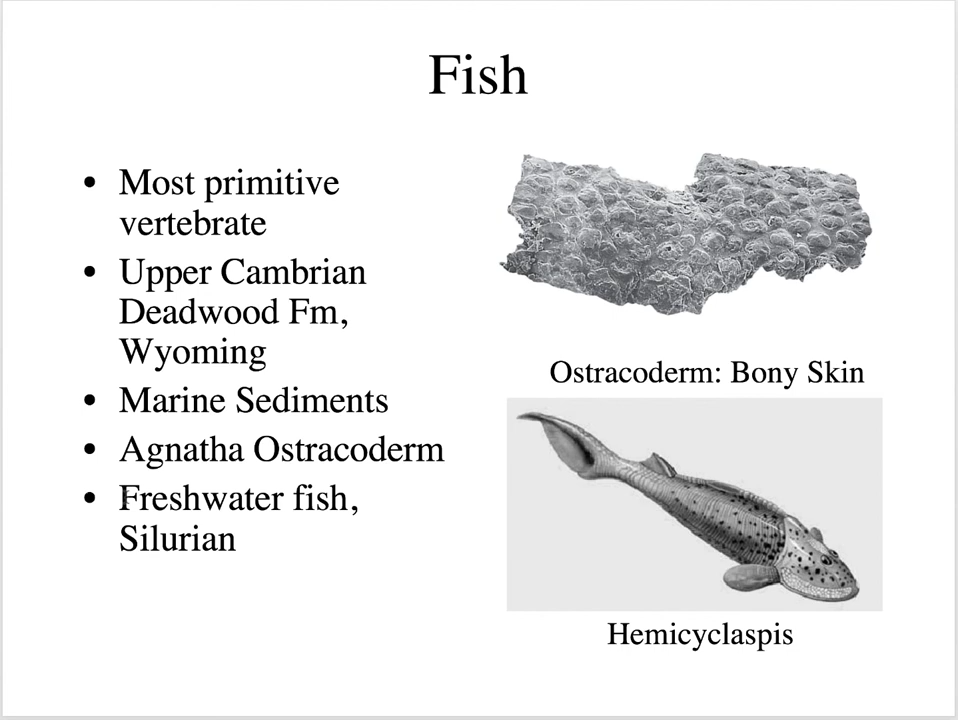 Fish
• Most primitive
vertebrate
• Upper Cambrian
Deadwood Fm,
Wyoming
• Marine Sediments
• Agnatha Ostracoderm
• Freshwater fish,
Silurian
Ostracoderm: Bony Skin
Hemicyclaspis